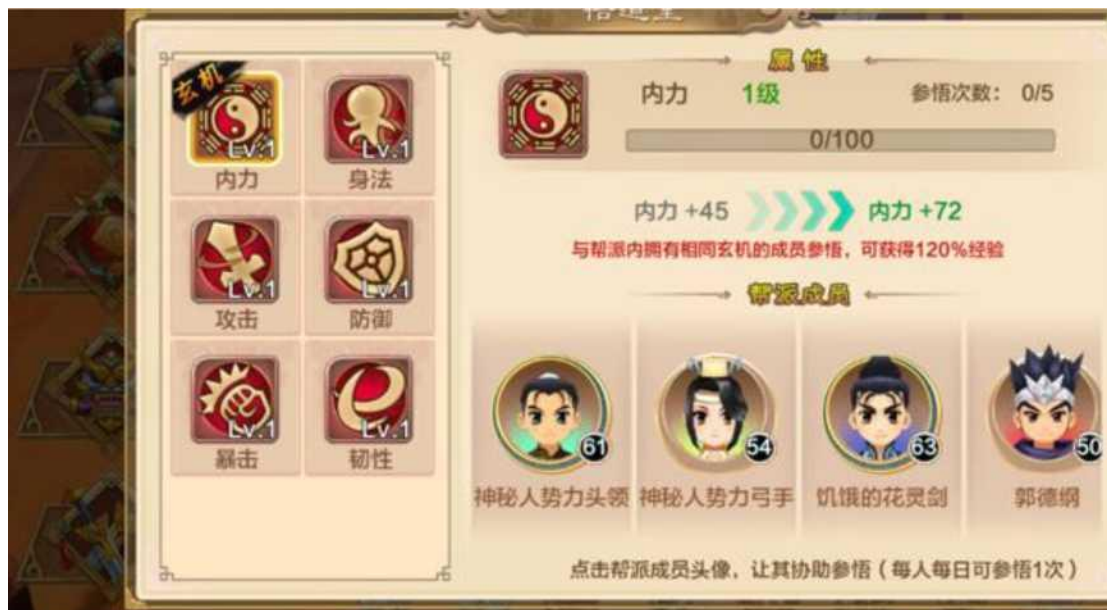 悟道堂
属性
玄机
内力 1级 参悟次数： 0/5
0/100
Lv.1 Lv.1
内力 身法
内力 +45 内力 +72
与帮派内拥有相同玄机的成员参悟，可获得120%经验
Lv.1 Lv.1
攻击 防御
帮派成员
Lv.1 Lv.1
暴击 韧性
61 54 63 50
神秘人势力头领 神秘人势力弓手 饥饿的花灵剑 郭德纲
点击帮派成员头像，让其协助参悟（每人每日可参悟1次）